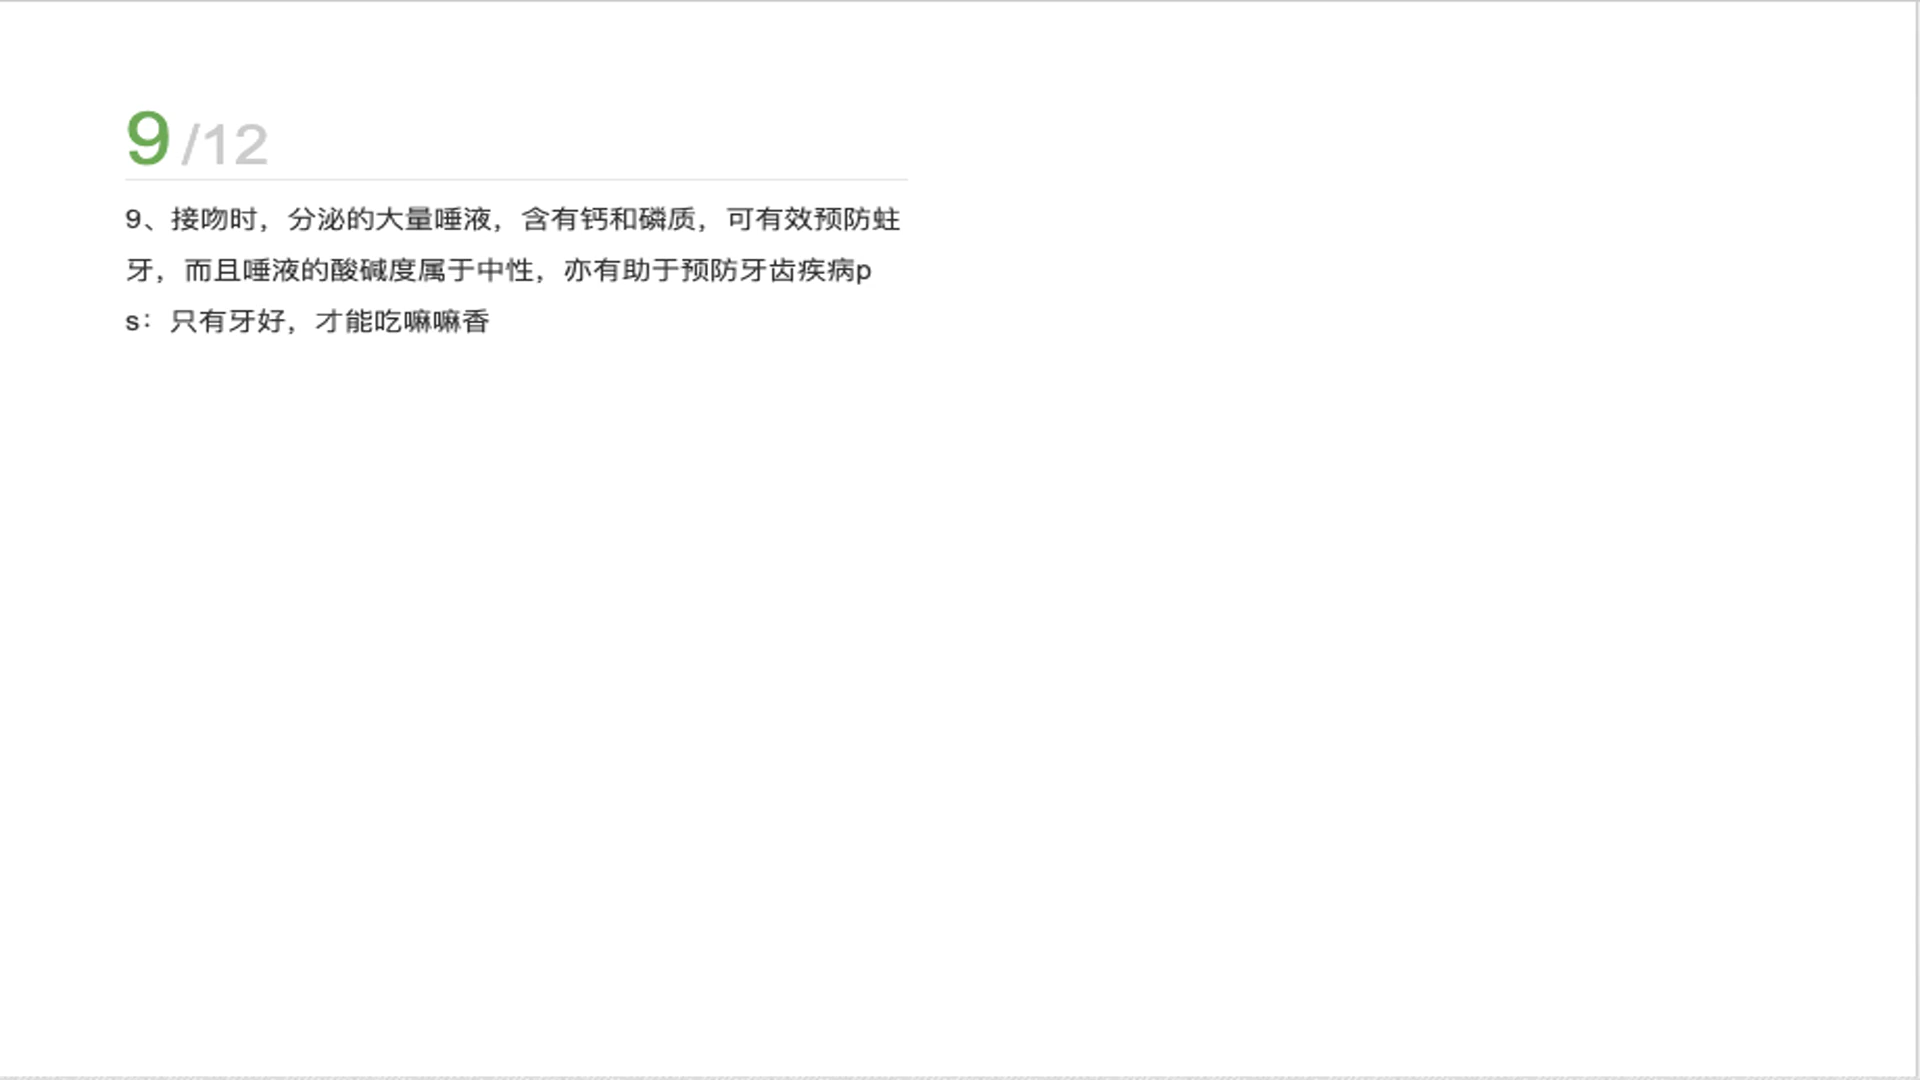 9/12
9、接吻时，分泌的大量唾液，含有钙和磷质，可有效预防蛀
牙，而且唾液的酸碱度属于中性，亦有助于预防牙齿疾病p
s：只有牙好，才能吃嘛嘛香